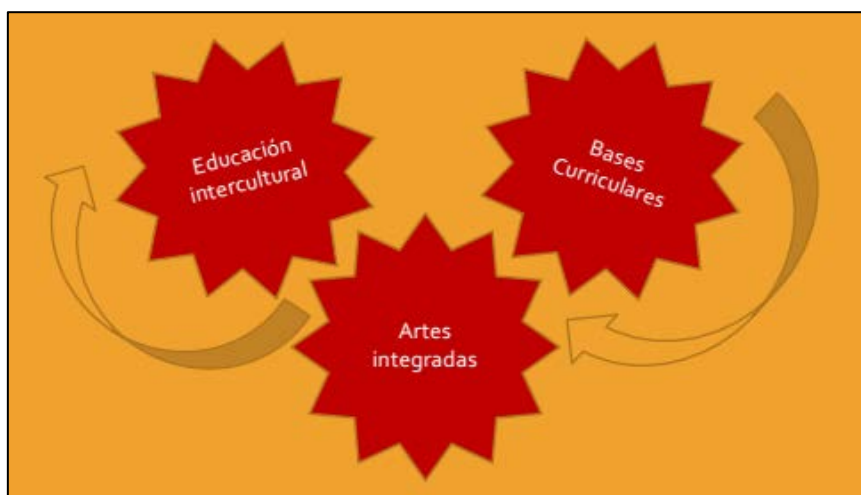 Educación
intercultural
Bases
Curriculares
Artes
integradas